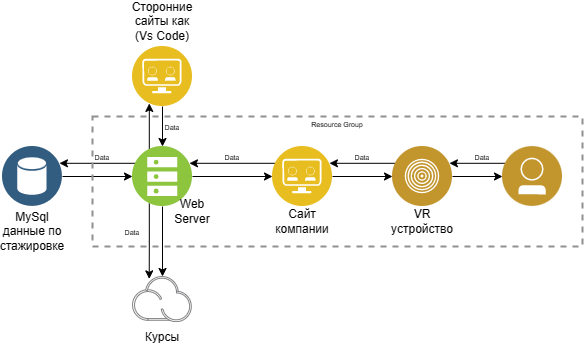 Сторонние
сайты как
(Vs Code)
Resource Group
Data
Data
Data
Data
Data
MySql
данные по
стажировке
Web
Server
Сайт
компании
VR
устройство
Data
Курсы